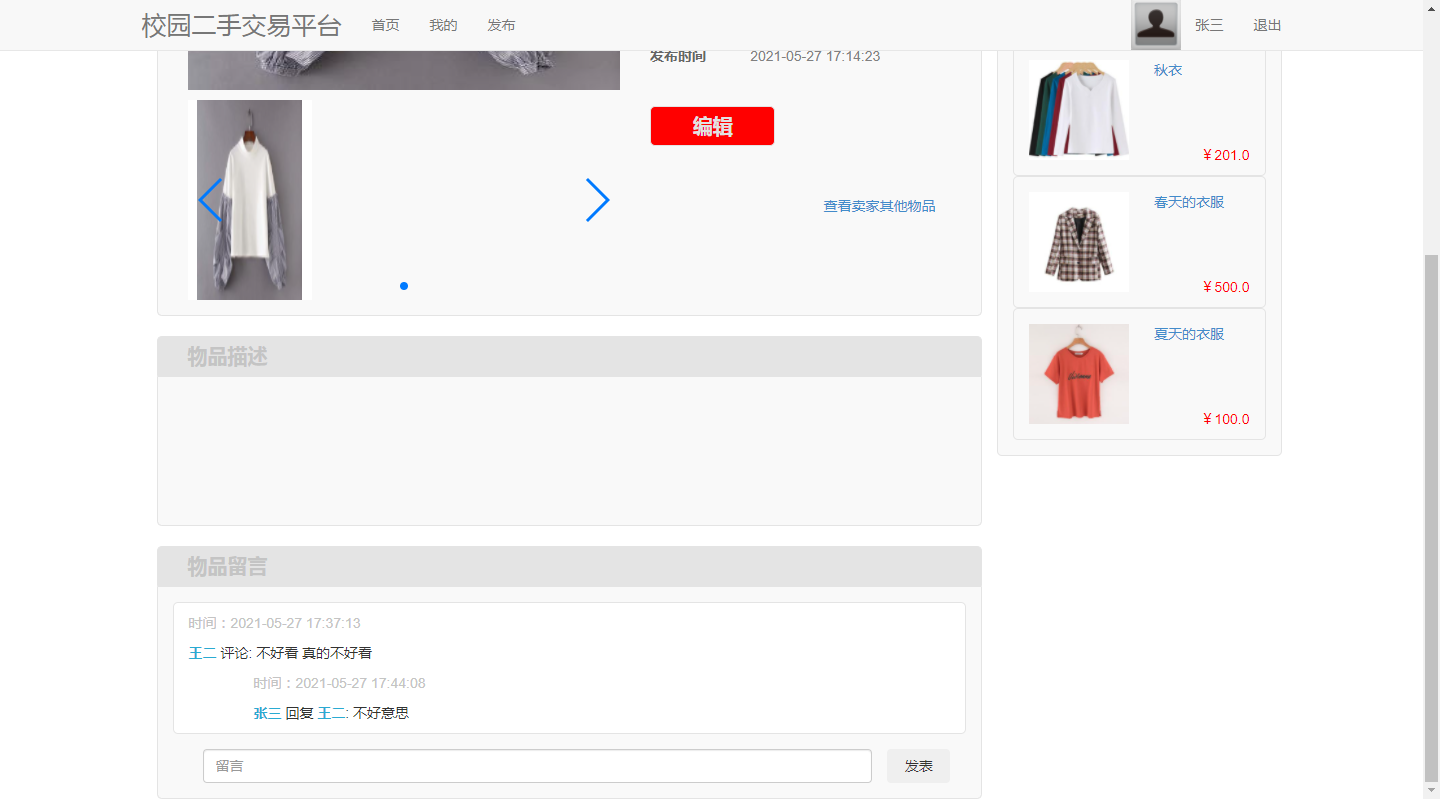 校园二手交易平台 首页 我的 发布 张三 退出
发布时间 2021-05-27 17:14:23
编辑
查看卖家其他物品
秋衣
¥ 201.0
春天的衣服
¥ 500.0
夏天的衣服
¥ 100.0
物品描述
物品留言
时间：2021-05-27 17:37:13
王二 评论: 不好看 真的不好看
时间：2021-05-27 17:44:08
张三 回复 王二: 不好意思
留言 发表